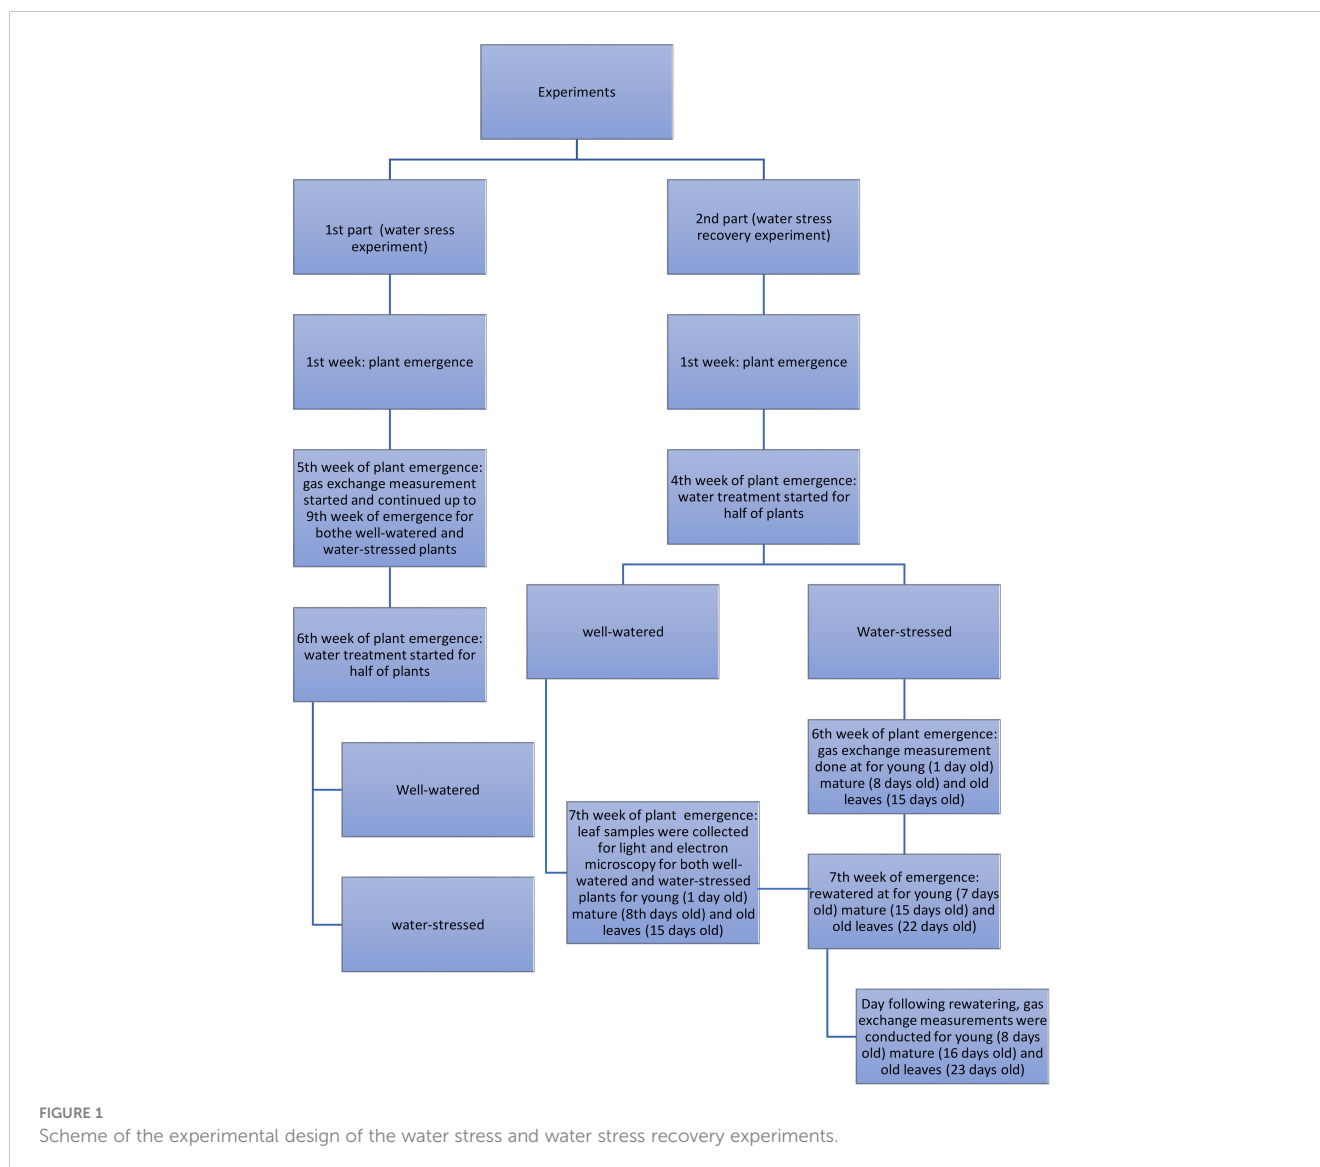 Experiments
1st part (water sress
experiment)
2nd part (water stress
recovery experiment)
1st week: plant emergence
1st week: plant emergence
5th week of plant emergence:
gas exchange measurement
started and continued up to
9th week of emergence for
bothe well-watered and
water-stressed plants
4th week of plant emergence:
water treatment started for
half of plants
6th week of plant emergence:
water treatment started for
half of plants
well-watered
Water-stressed
Well-watered
water-stressed
6th week of plant emergence:
gas exchange measurement
done at for young (1 day old)
mature (8 days old) and old
leaves (15 days old)
7th week of plant emergence:
leaf samples were collected
for light and electron
microscopy for both well-
watered and water-stressed
plants for young (1 day old)
mature (8th days old) and old
leaves (15 days old)
7th week of emergence:
rewatered at for young (7 days
old) mature (15 days old) and
old leaves (22 days old)
Day following rewatering, gas
exchange measurements were
conducted for young (8 days
old) mature (16 days old) and
old leaves (23 days old)
FIGURE 1
Scheme of the experimental design of the water stress and water stress recovery experiments.